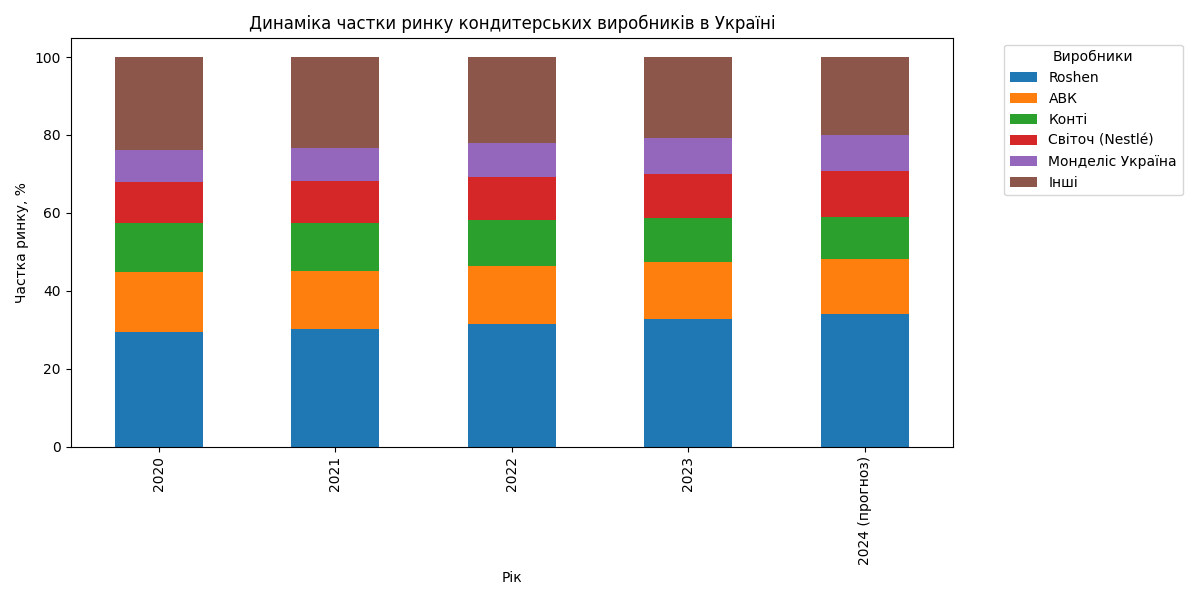 Динаміка частки ринку кондитерських виробників в Україні
Частка ринку, %
100
80
60
40
20
0
2020
2021
2022
2023
2024 (прогноз)
Рік
Виробники
Roshen
АВК
Конті
Світоч (Nestlé)
Монделіс Україна
Інші